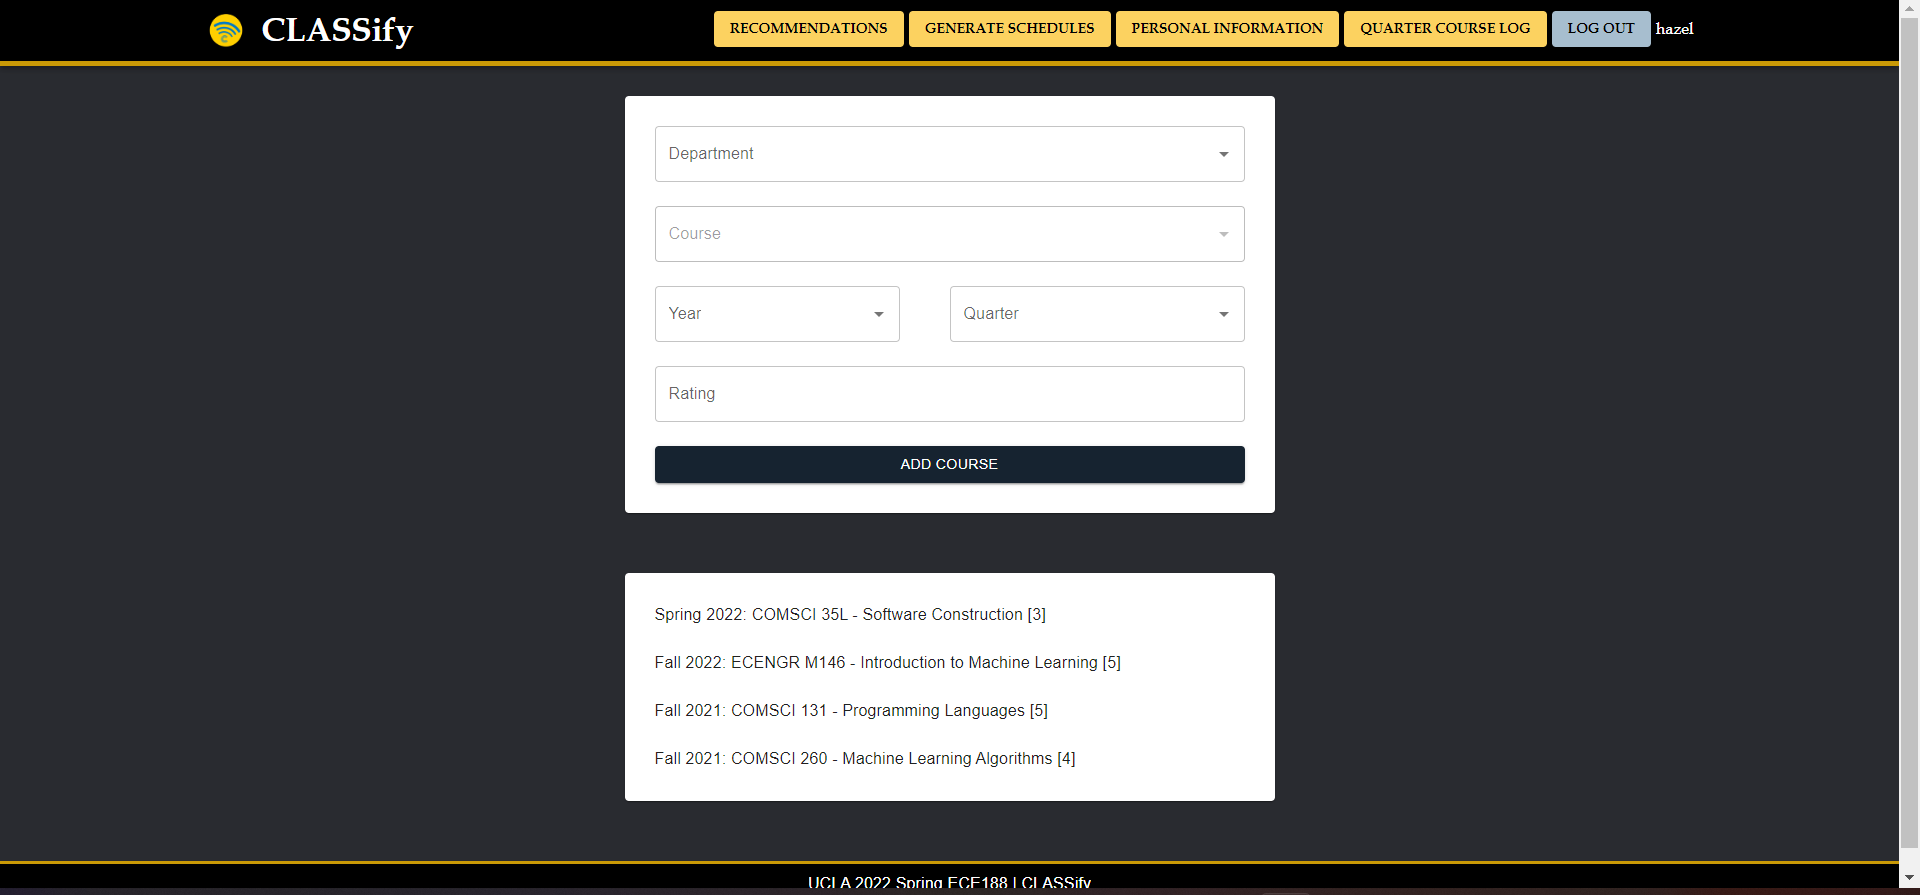 CLASSify
RECOMMENDATIONS
GENERATE SCHEDULES
PERSONAL INFORMATION
QUARTER COURSE LOG
LOG OUT
hazel
Department
Course
Year
Quarter
Rating
ADD COURSE
Spring 2022: COMSCI 35L - Software Construction [3]
Fall 2022: ECENGR M146 - Introduction to Machine Learning [5]
Fall 2021: COMSCI 131 - Programming Languages [5]
Fall 2021: COMSCI 260 - Machine Learning Algorithms [4]
UCLA 2022 Spring ECE188 | CLASSify